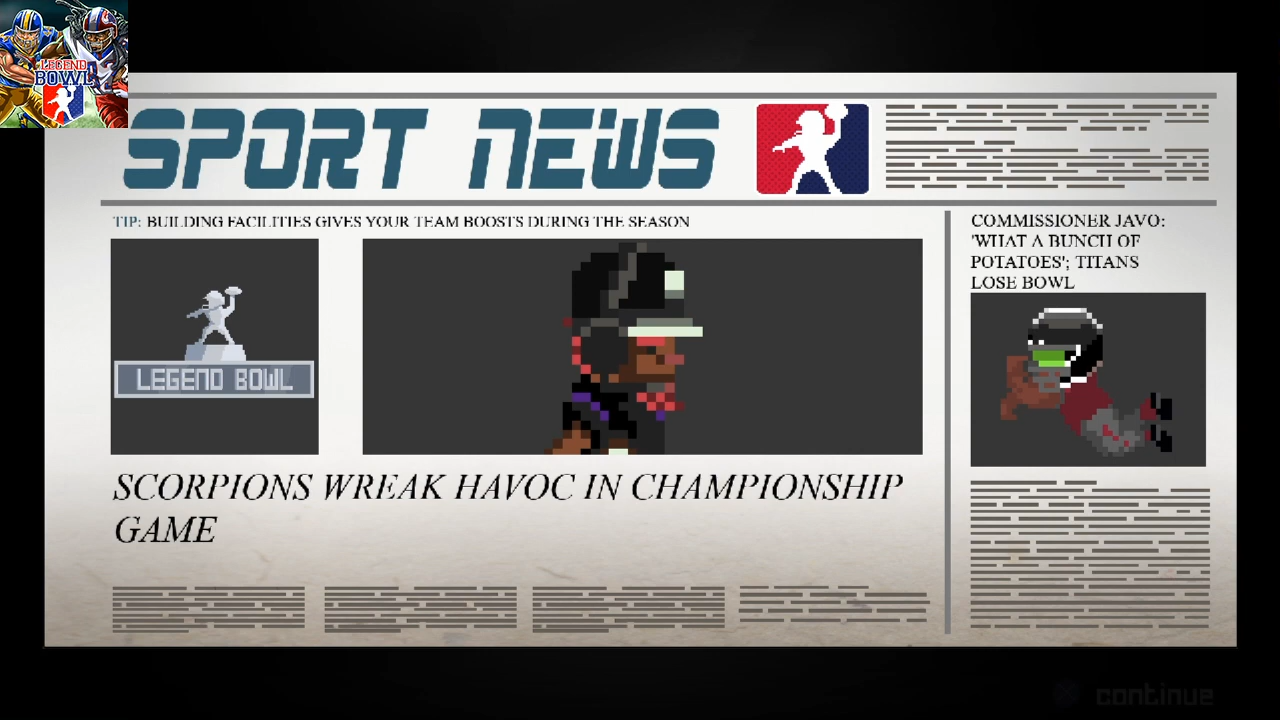 LEGEND
BOWL
SPORT NEWS
TIP: BUILDING FACILITIES GIVES YOUR TEAM BOOSTS DURING THE SEASON
LEGEND BOWL
SCORPIONS WREAK HAVOC IN CHAMPIONSHIP
GAME
COMMISSIONER JAVO:
'WHAT A BUNCH OF
POTATOES'; TITANS
LOSE BOWL
continue